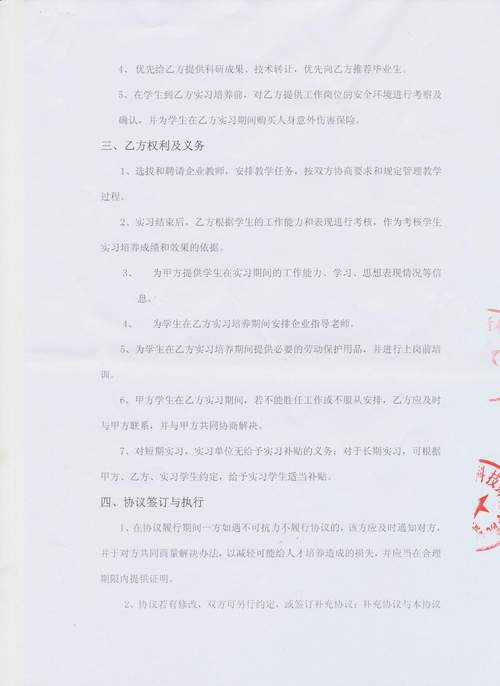 4、优先给乙方提供科研成果、技术转让，优先向乙方推荐毕业生。
5、在学生到乙方实习培养前，对乙方提供工作岗位的安全环境进行考察及
确认，并为学生在乙方实习期间购买人身意外伤害保险。
三、乙方权利及义务
1、选拔和聘请企业教师，安排教学任务，按双方协商要求和规定管理教学
过程。
2、实习结束后，乙方根据学生的工作能力和表现进行考核，作为考核学生
实习培养成绩和效果的依据。
3、 为甲方提供学生在实习期间的工作能力、学习、思想表现情况等信
息。
4、 为学生在乙方实习培养期间安排企业指导老师。
5、为学生在乙方实习培养期间提供必要的劳动保护用品，并进行上岗前培
训。
6、甲方学生在乙方实习期间，若不能胜任工作或不服从安排，乙方应及时
与甲方联系，并与甲方共同协商解决。
7、对短期实习，实习单位无给予实习补贴的义务；对于长期实习，可根据
甲方、乙方、实习学生约定，给予实习学生适当补贴。
四、协议签订与执行
1、在协议履行期间一方如遇不可抗力不履行协议的，该方应及时通知对方，
并于对方共同商量解决办法，以减轻可能给人才培养造成的损失，并应当在合理
期限内提供证明。
2、协议若有修改，双方可另行约定，或签订补充协议；补充协议与本协议
科技